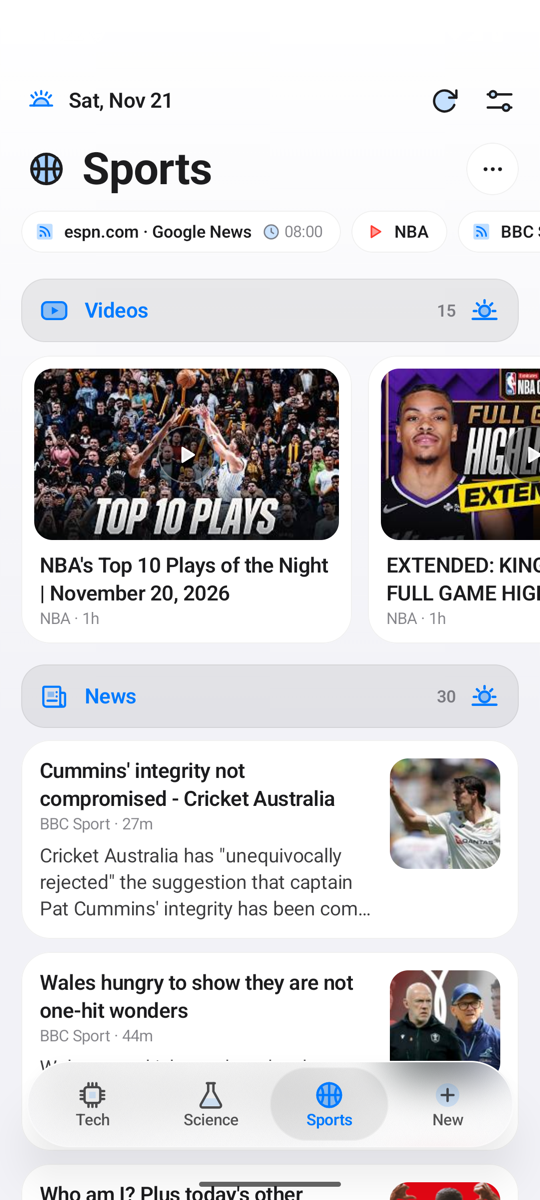 Sat, Nov 21
Sports
espn.com · Google News 08:00
NBA
BBC
Videos
15
TOP 10 PLAYS
NBA's Top 10 Plays of the Night
| November 20, 2026
NBA · 1h
NBA
FULL
EXTENDED: KING
FULL GAME HIGH
NBA · 1h
News
30
Cummins' integrity not
compromised - Cricket Australia
BBC Sport · 27m
Cricket Australia has "unequivocally
rejected" the suggestion that captain
Pat Cummins' integrity has been com…
QANTAS
Wales hungry to show they are not
one-hit wonders
BBC Sport · 44m
Tech
Science
Sports
New
Who am I? Plus today's other